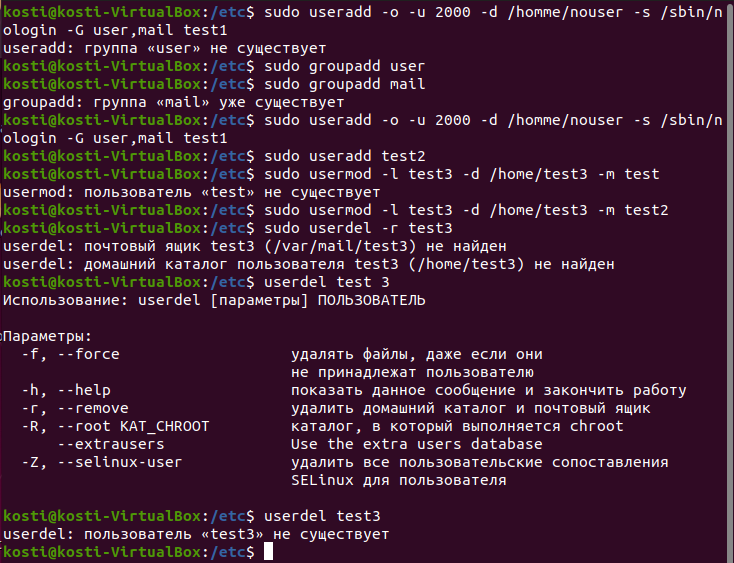 kosti@kosti-VirtualBox:/etc$ sudo useradd -o -u 2000 -d /homme/nouser -s /sbin/n
ologin -G user,mail test1
useradd: группа «user» не существует
kosti@kosti-VirtualBox:/etc$ sudo groupadd user
kosti@kosti-VirtualBox:/etc$ sudo groupadd mail
groupadd: группа «mail» уже существует
kosti@kosti-VirtualBox:/etc$ sudo useradd -o -u 2000 -d /homme/nouser -s /sbin/n
ologin -G user,mail test1
kosti@kosti-VirtualBox:/etc$ sudo useradd test2
kosti@kosti-VirtualBox:/etc$ sudo usermod -l test3 -d /home/test3 -m test
usermod: пользователь «test» не существует
kosti@kosti-VirtualBox:/etc$ sudo usermod -l test3 -d /home/test3 -m test2
kosti@kosti-VirtualBox:/etc$ sudo userdel -r test3
userdel: почтовый ящик test3 (/var/mail/test3) не найден
userdel: домашний каталог пользователя test3 (/home/test3) не найден
kosti@kosti-VirtualBox:/etc$ userdel test 3
Использование: userdel [параметры] ПОЛЬЗОВАТЕЛЬ

Параметры:
  -f, --force                   удалять файлы, даже если они
                                не принадлежат пользователю
  -h, --help                    показать данное сообщение и закончить работу
  -r, --remove                  удалить домашний каталог и почтовый ящик
  -R, --root KAT_CHROOT         каталог, в который выполняется chroot
      --extrausers              Use the extra users database
  -Z, --selinux-user            удалить все пользовательские сопоставления
                                SELinux для пользователя

kosti@kosti-VirtualBox:/etc$ userdel test3
userdel: пользователь «test3» не существует
kosti@kosti-VirtualBox:/etc$